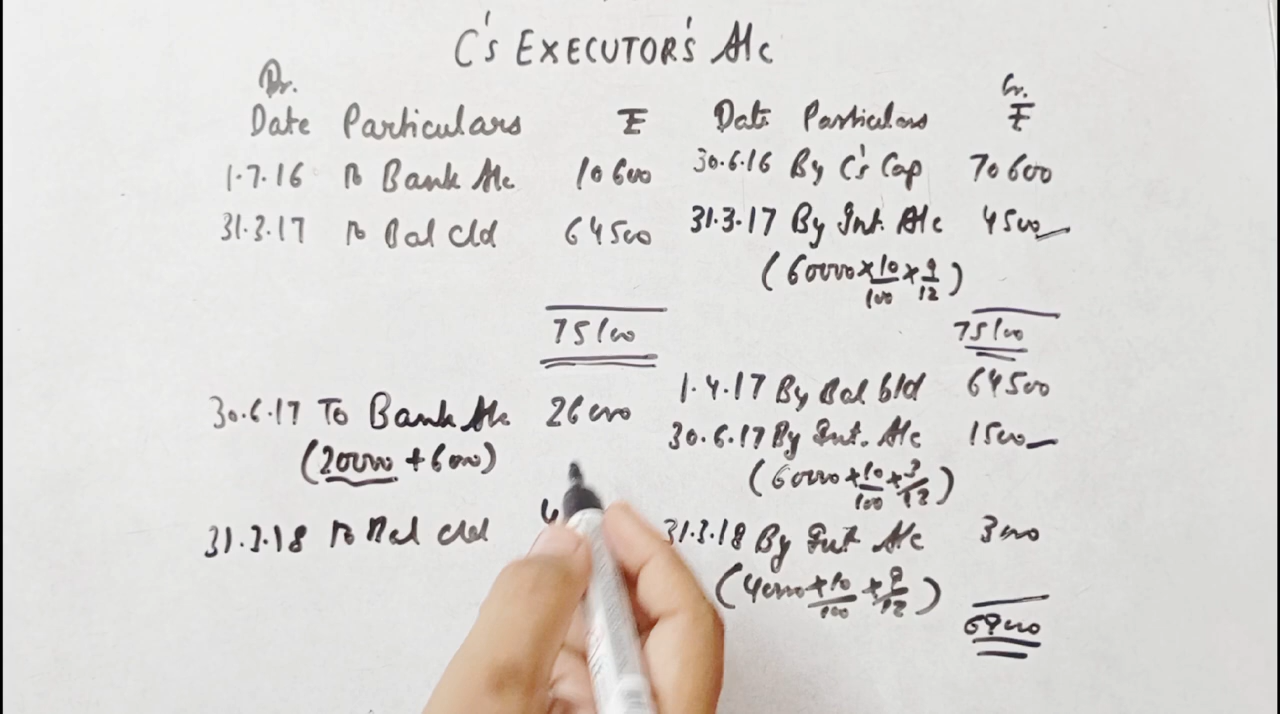 C's EXECUTOR'S A/c
Dr. Cr.
Date Particulars ₹ Date Particulars ₹
1.7.16 To Bank A/c 10600 30.6.16 By C's Cap 70600
31.3.17 To Bal c/d 64500 31.3.17 By Int. A/c 4500
(60000×10/100×9/12)
75100 75100
1.4.17 By Bal b/d 64500
30.6.17 To Bank A/c 26000 30.6.17 By Int. A/c 1500
(20000+6000) (60000×10/100×3/12)
31.3.18 To Bal c/d 4 31.3.18 By Int A/c 3000
(40000×10/100×9/12)
69000